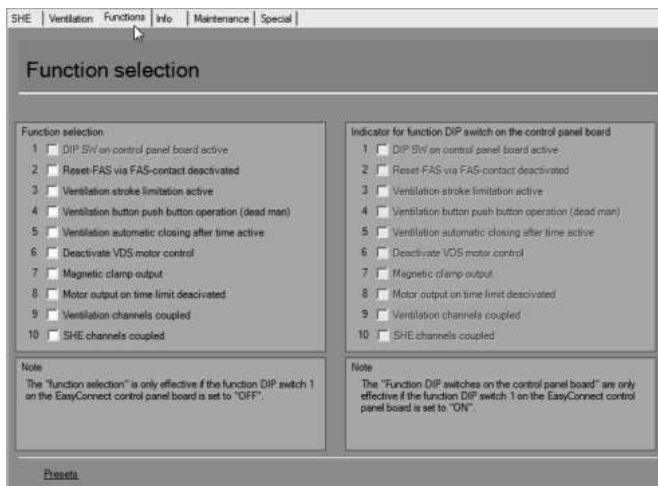 SHE Ventilation Functions Info Maintenance Special
Function selection
Function selection
1 DIP SW on control panel board active
2 Reset-FAS via FAS-contact deactivated
3 Ventilation stroke limitation active
4 Ventilation button push button operation (dead man)
5 Ventilation automatic closing after time active
6 Deactivate VDS motor control
7 Magnetic clamp output
8 Motor output on time limit deacivated
9 Ventilation channels coupled
10 SHE channels coupled
Note
The "function selection" is only effective if the function DIP switch 1
on the EasyConnect control panel board is set to "OFF".
Indicator for function DIP switch on the control panel board
1 DIP SW on control panel board active
2 Reset-FAS via FAS-contact deactivated
3 Ventilation stroke limitation active
4 Ventilation button push button operation (dead man)
5 Ventilation automatic closing after time active
6 Deactivate VDS motor control
7 Magnetic clamp output
8 Motor output on time limit deacivated
9 Ventilation channels coupled
10 SHE channels coupled
Note
The "Function DIP switches on the control panel board" are only
effective if the function DIP switch 1 on the EasyConnect control
panel board is set to "ON".
Presets